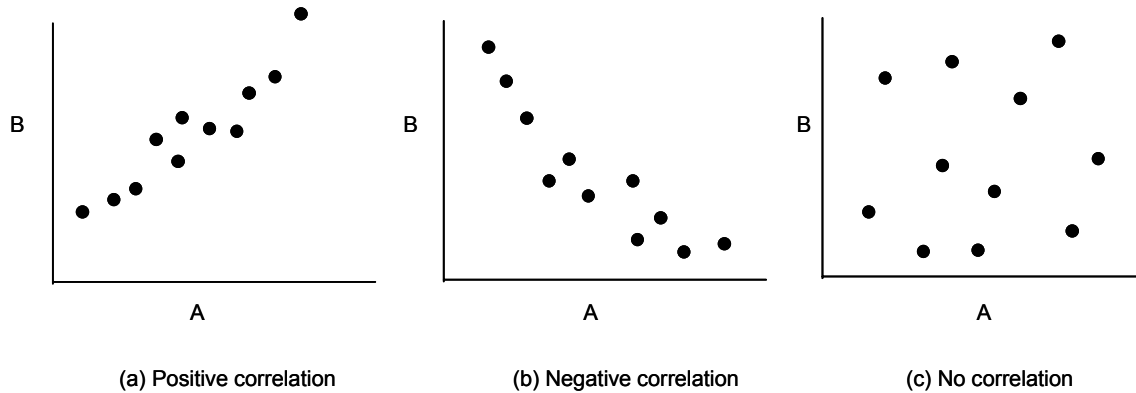 B
A
(a) Positive correlation
B
A
(b) Negative correlation
B
A
(c) No correlation